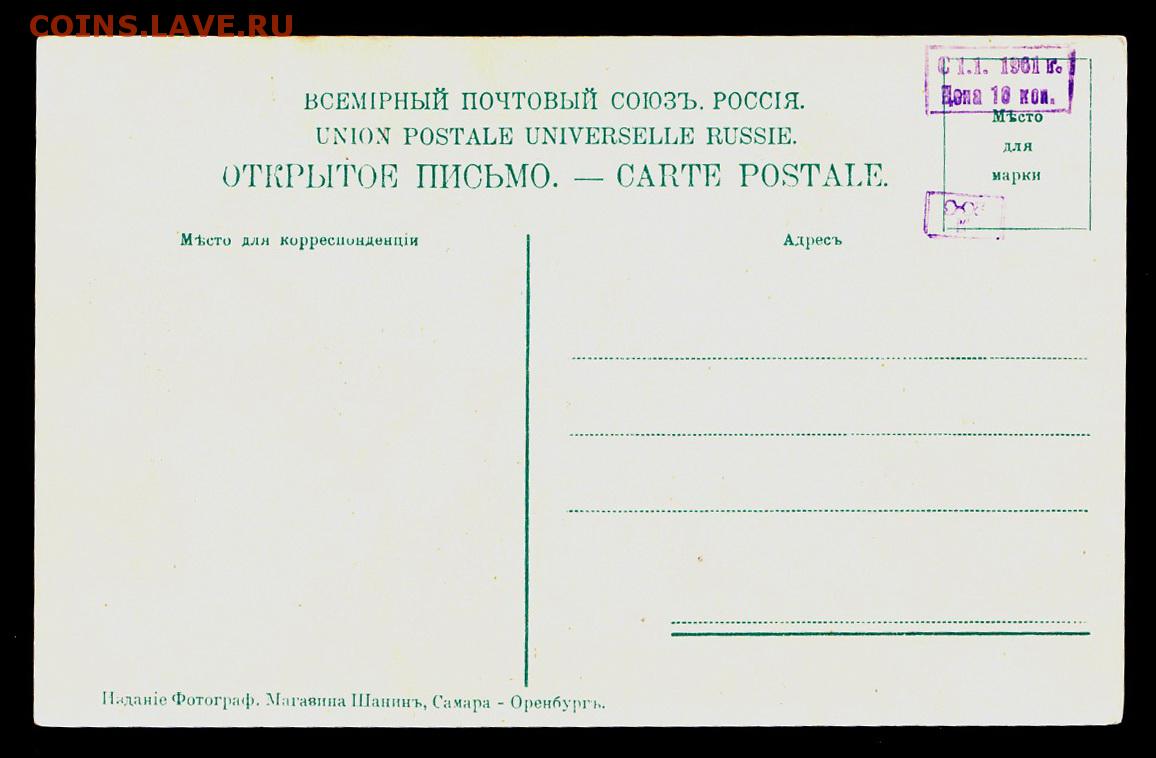 COINS.LAVE.RU
С 1.1. 1961 г.
Цена 10 коп.
ВСЕМІРНЫЙ ПОЧТОВЫЙ СОЮЗЪ. РОССІЯ.
UNION POSTALE UNIVERSELLE RUSSIE.
ОТКРЫТОЕ ПИСЬМО. — CARTE POSTALE.
Мѣсто
для
марки
Мѣсто для корреспонденціи
Адресъ
Изданіе Фотограф. Магазина Шанинъ, Самара - Оренбургъ.